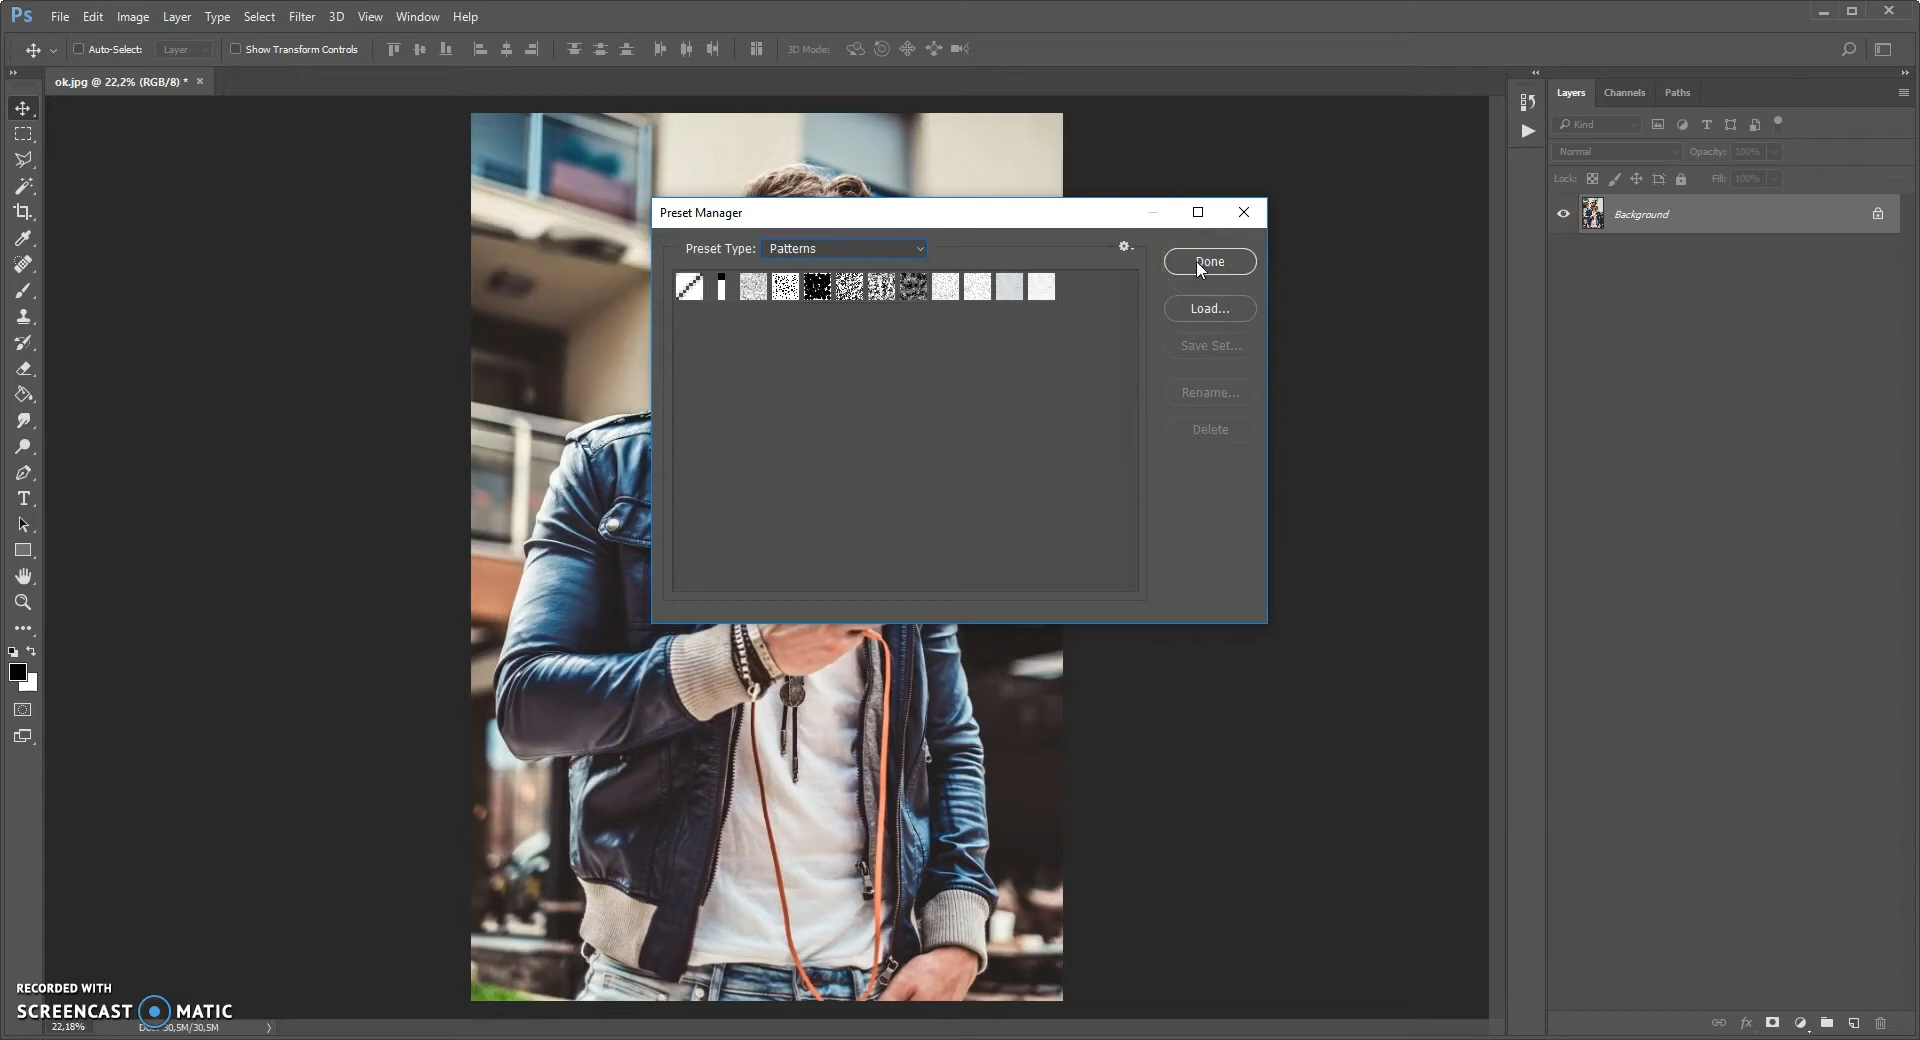 Ps File Edit Image Layer Type Select Filter 3D View Window Help
Auto-Select: Layer Show Transform Controls 3D Mode:
ok.jpg @ 22,2% (RGB/8) *
Layers Channels Paths
Kind
Normal Opacity: 100%
Lock: Fill: 100%
Background
Preset Manager
Preset Type: Patterns
Done
Load...
Save Set...
Rename...
Delete
RECORDED WITH
SCREENCAST MATIC
22,18% 30,5M/30,5M